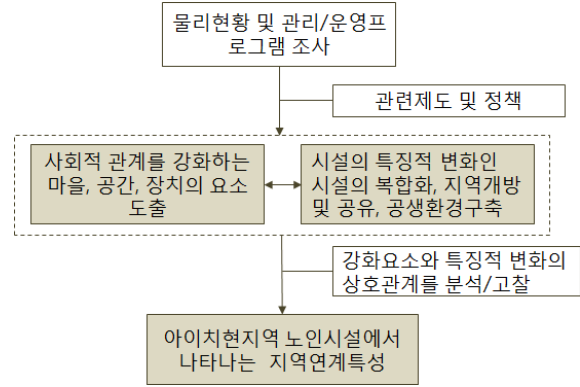 물리현황 및 관리/운영프
로그램 조사
관련제도 및 정책
사회적 관계를 강화하는
마을, 공간, 장치의 요소
도출
시설의 특징적 변화인
시설의 복합화, 지역개방
및 공유, 공생환경구축
강화요소와 특징적 변화의
상호관계를 분석/고찰
아이치현지역 노인시설에서
나타나는 지역연계특성